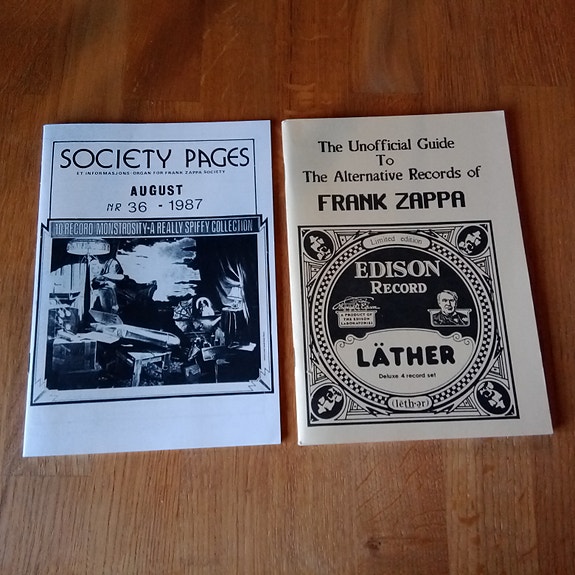 SOCIETY PAGES
ET INFORMASJONS-ORGAN FOR FRANK ZAPPA SOCIETY
AUGUST
NR 36 - 1987
10 RECORD MONSTROSITY • A REALLY SPIFFY COLLECTION
The Unofficial Guide
To
The Alternative Records of
FRANK ZAPPA
Limited edition
EDISON
RECORD
A PRODUCT OF
THE EDISON
LABORATORIES
LÄTHER
Deluxe 4 record set
(leth·ər)